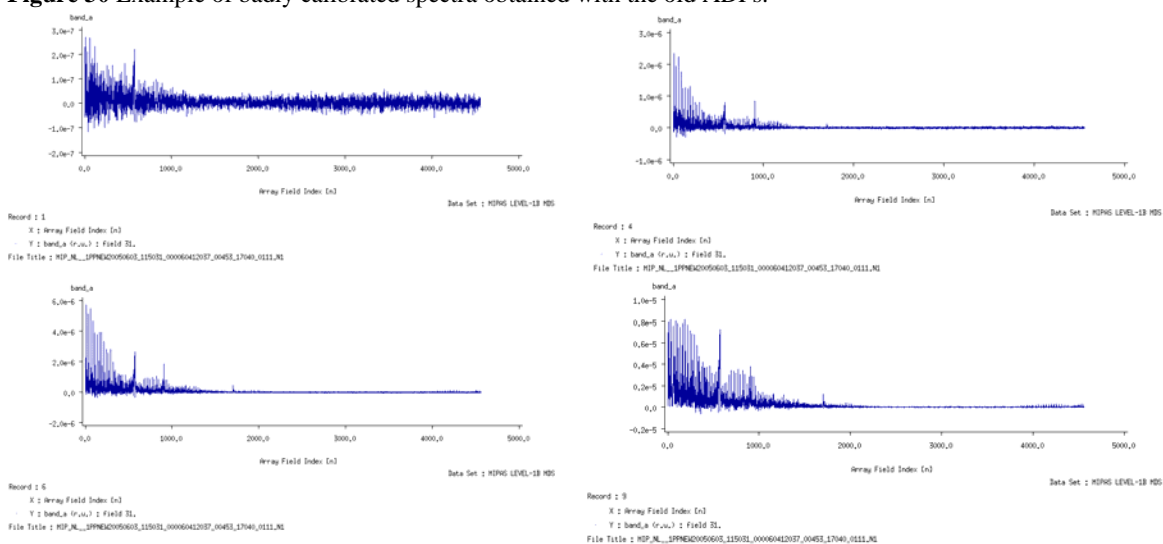 Figure 30 Example of badly calibrated spectra obtained with the old ADFs.
band_a
3.0e-7
2.0e-7
1.0e-7
0.0
-1.0e-7
-2.0e-7
0.0 1000.0 2000.0 3000.0 4000.0 5000.0
Array Field Index [n]
Data Set : MIPAS LEVEL-1B MDS
Record : 1
X : Array Field Index [n]
Y : band_a (r.u.) : field 31.
File Title : MIP_NL__1PPNEW20050603_115031_000060412037_00453_17040_0111.N1
band_a
3.0e-6
2.0e-6
1.0e-6
0.0
-1.0e-6
0.0 1000.0 2000.0 3000.0 4000.0 5000.0
Array Field Index [n]
Data Set : MIPAS LEVEL-1B MDS
Record : 4
X : Array Field Index [n]
Y : band_a (r.u.) : field 31.
File Title : MIP_NL__1PPNEW20050603_115031_000060412037_00453_17040_0111.N1
band_a
6.0e-6
4.0e-6
2.0e-6
0.0
-2.0e-6
0.0 1000.0 2000.0 3000.0 4000.0 5000.0
Array Field Index [n]
Data Set : MIPAS LEVEL-1B MDS
Record : 6
X : Array Field Index [n]
Y : band_a (r.u.) : field 31.
File Title : MIP_NL__1PPNEW20050603_115031_000060412037_00453_17040_0111.N1
band_a
1.0e-5
0.8e-5
0.6e-5
0.4e-5
0.2e-5
0.0
-0.2e-5
0.0 1000.0 2000.0 3000.0 4000.0 5000.0
Array Field Index [n]
Data Set : MIPAS LEVEL-1B MDS
Record : 9
X : Array Field Index [n]
Y : band_a (r.u.) : field 31.
File Title : MIP_NL__1PPNEW20050603_115031_000060412037_00453_17040_0111.N1